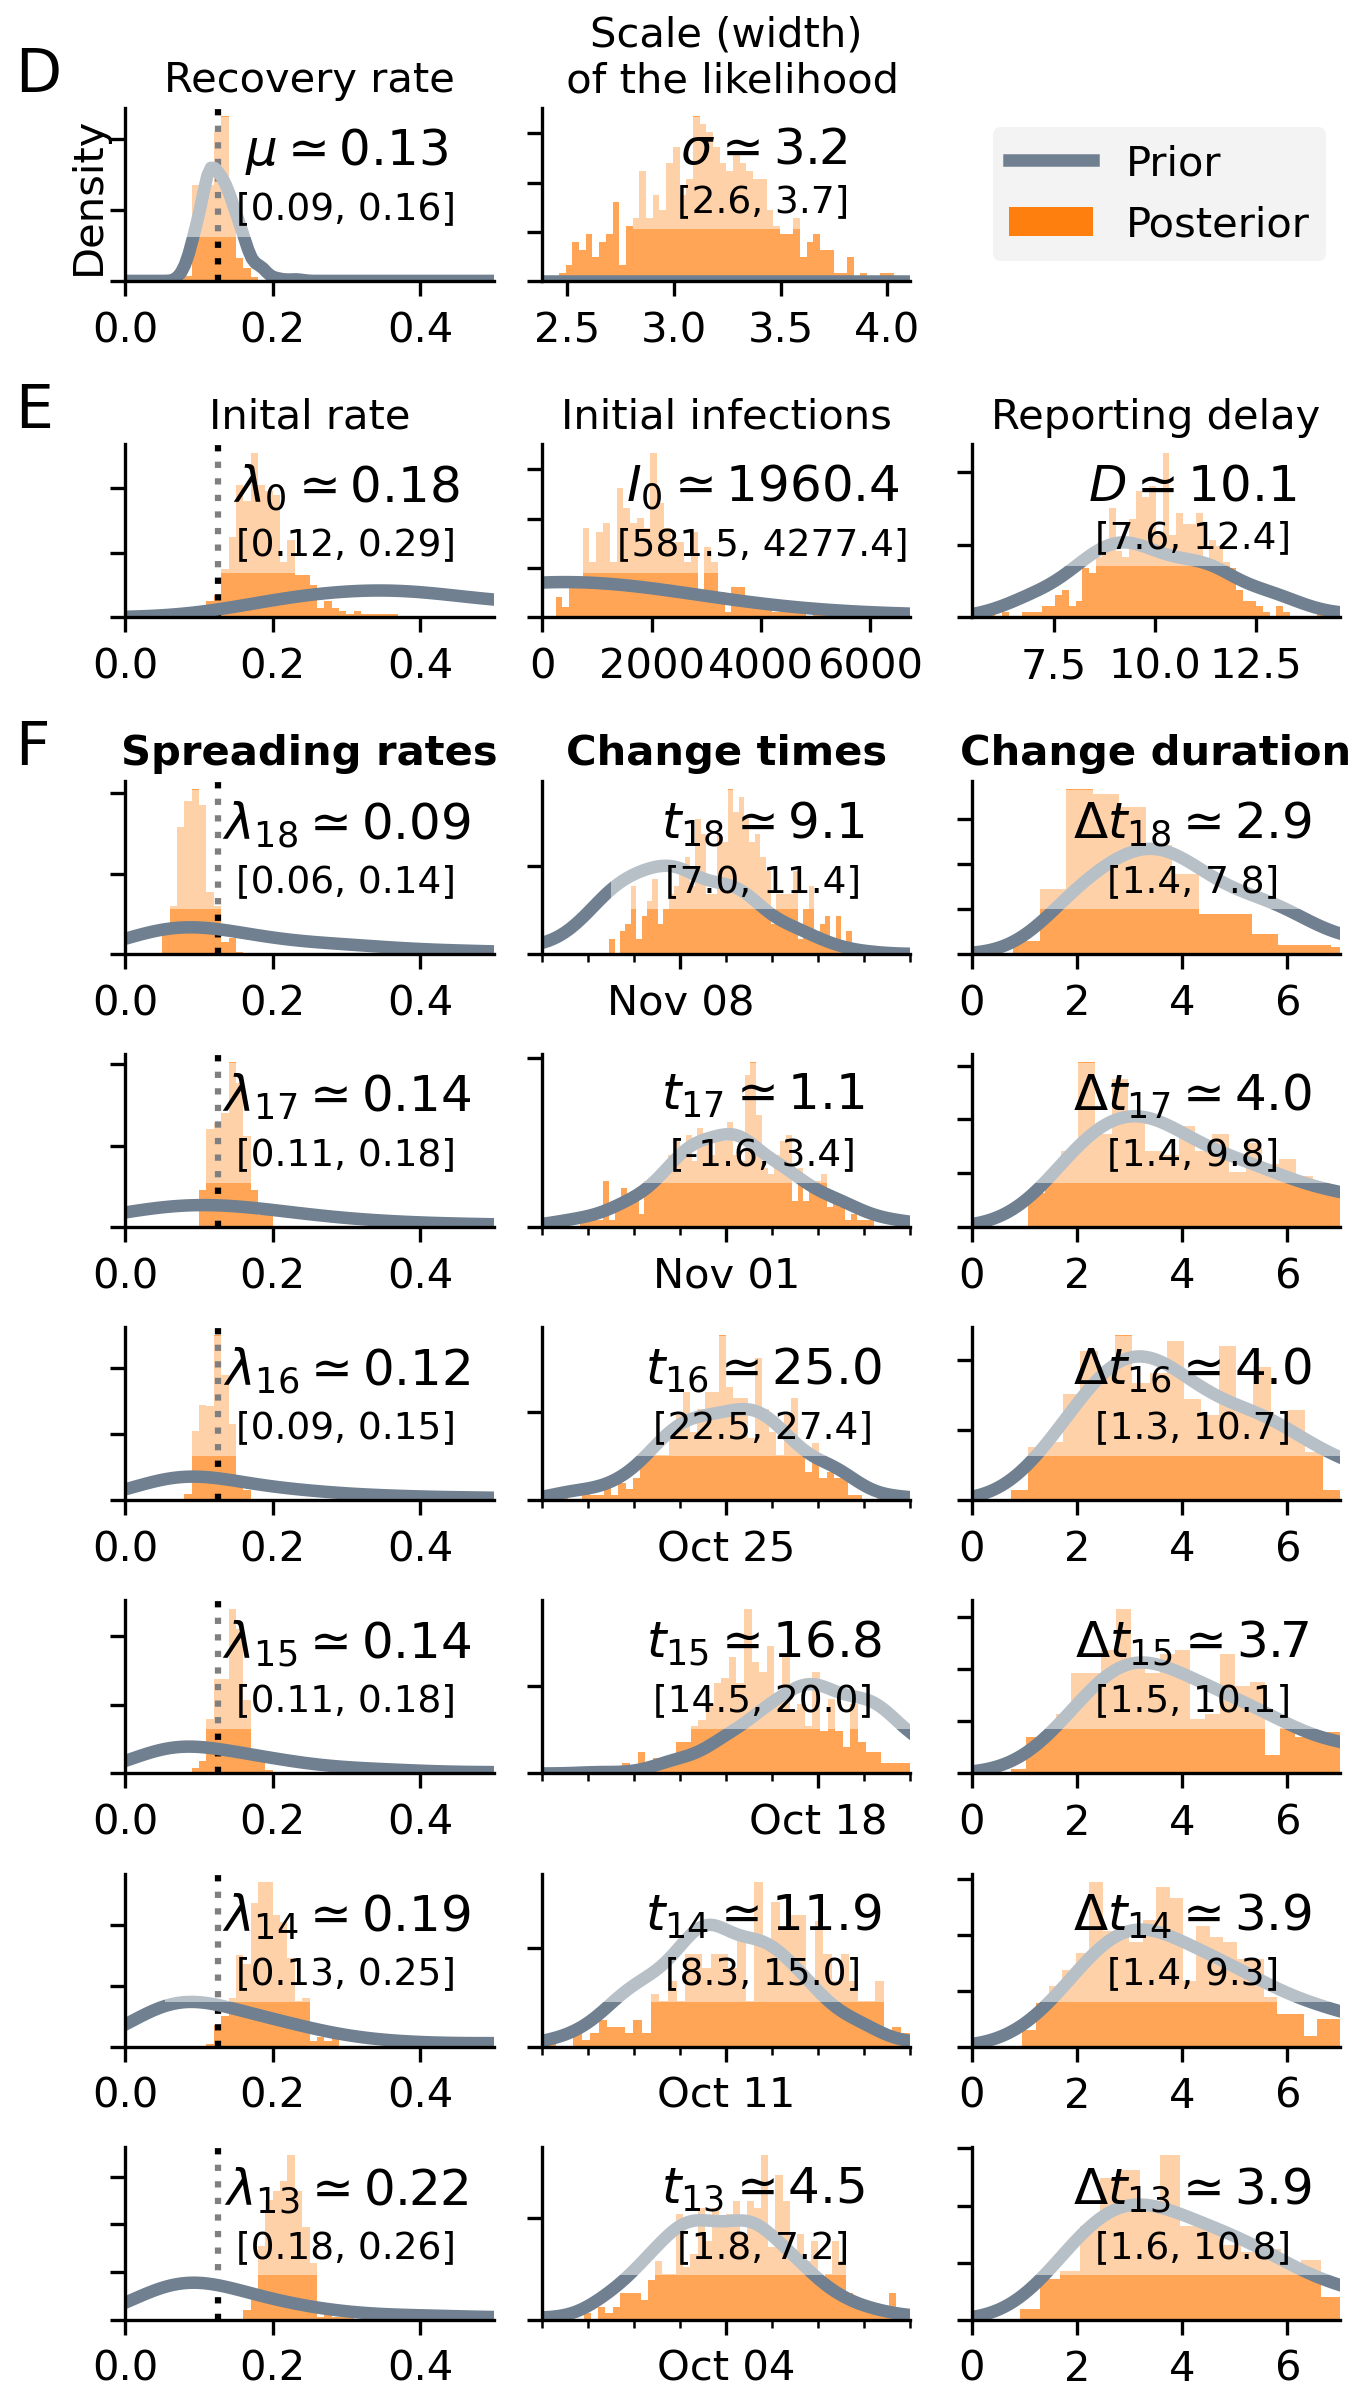 D
Recovery rate
Scale (width)
of the likelihood
Density
μ ≃ 0.13
[0.09, 0.16]
0.0 0.2 0.4
σ ≃ 3.2
[2.6, 3.7]
2.5 3.0 3.5 4.0
Prior
Posterior
E
Inital rate
Initial infections
Reporting delay
λ₀ ≃ 0.18
[0.12, 0.29]
0.0 0.2 0.4
I₀ ≃ 1960.4
[581.5, 4277.4]
0 2000 4000 6000
D ≃ 10.1
[7.6, 12.4]
7.5 10.0 12.5
F
Spreading rates
Change times
Change duration
λ₁₈ ≃ 0.09
[0.06, 0.14]
0.0 0.2 0.4
t₁₈ ≃ 9.1
[7.0, 11.4]
Nov 08
Δt₁₈ ≃ 2.9
[1.4, 7.8]
0 2 4 6
λ₁₇ ≃ 0.14
[0.11, 0.18]
0.0 0.2 0.4
t₁₇ ≃ 1.1
[-1.6, 3.4]
Nov 01
Δt₁₇ ≃ 4.0
[1.4, 9.8]
0 2 4 6
λ₁₆ ≃ 0.12
[0.09, 0.15]
0.0 0.2 0.4
t₁₆ ≃ 25.0
[22.5, 27.4]
Oct 25
Δt₁₆ ≃ 4.0
[1.3, 10.7]
0 2 4 6
λ₁₅ ≃ 0.14
[0.11, 0.18]
0.0 0.2 0.4
t₁₅ ≃ 16.8
[14.5, 20.0]
Oct 18
Δt₁₅ ≃ 3.7
[1.5, 10.1]
0 2 4 6
λ₁₄ ≃ 0.19
[0.13, 0.25]
0.0 0.2 0.4
t₁₄ ≃ 11.9
[8.3, 15.0]
Oct 11
Δt₁₄ ≃ 3.9
[1.4, 9.3]
0 2 4 6
λ₁₃ ≃ 0.22
[0.18, 0.26]
0.0 0.2 0.4
t₁₃ ≃ 4.5
[1.8, 7.2]
Oct 04
Δt₁₃ ≃ 3.9
[1.6, 10.8]
0 2 4 6